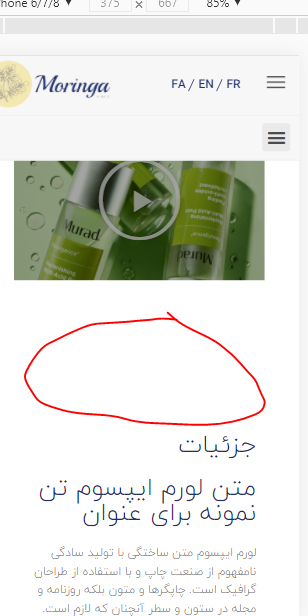 Phone 6/7/8 ▼ 375 × 667 85% ▼
Moringa FA / EN / FR
Murad.
Murad.
جزئیات
متن لورم ایپسوم تن
نمونه برای عنوان
لورم ایپسوم متن ساختگی با تولید سادگی
نامفهوم از صنعت چاپ و با استفاده از طراحان
گرافیک است. چاپگرها و متون بلکه روزنامه و
مجله در ستون و سطر آنچنان که لازم است.